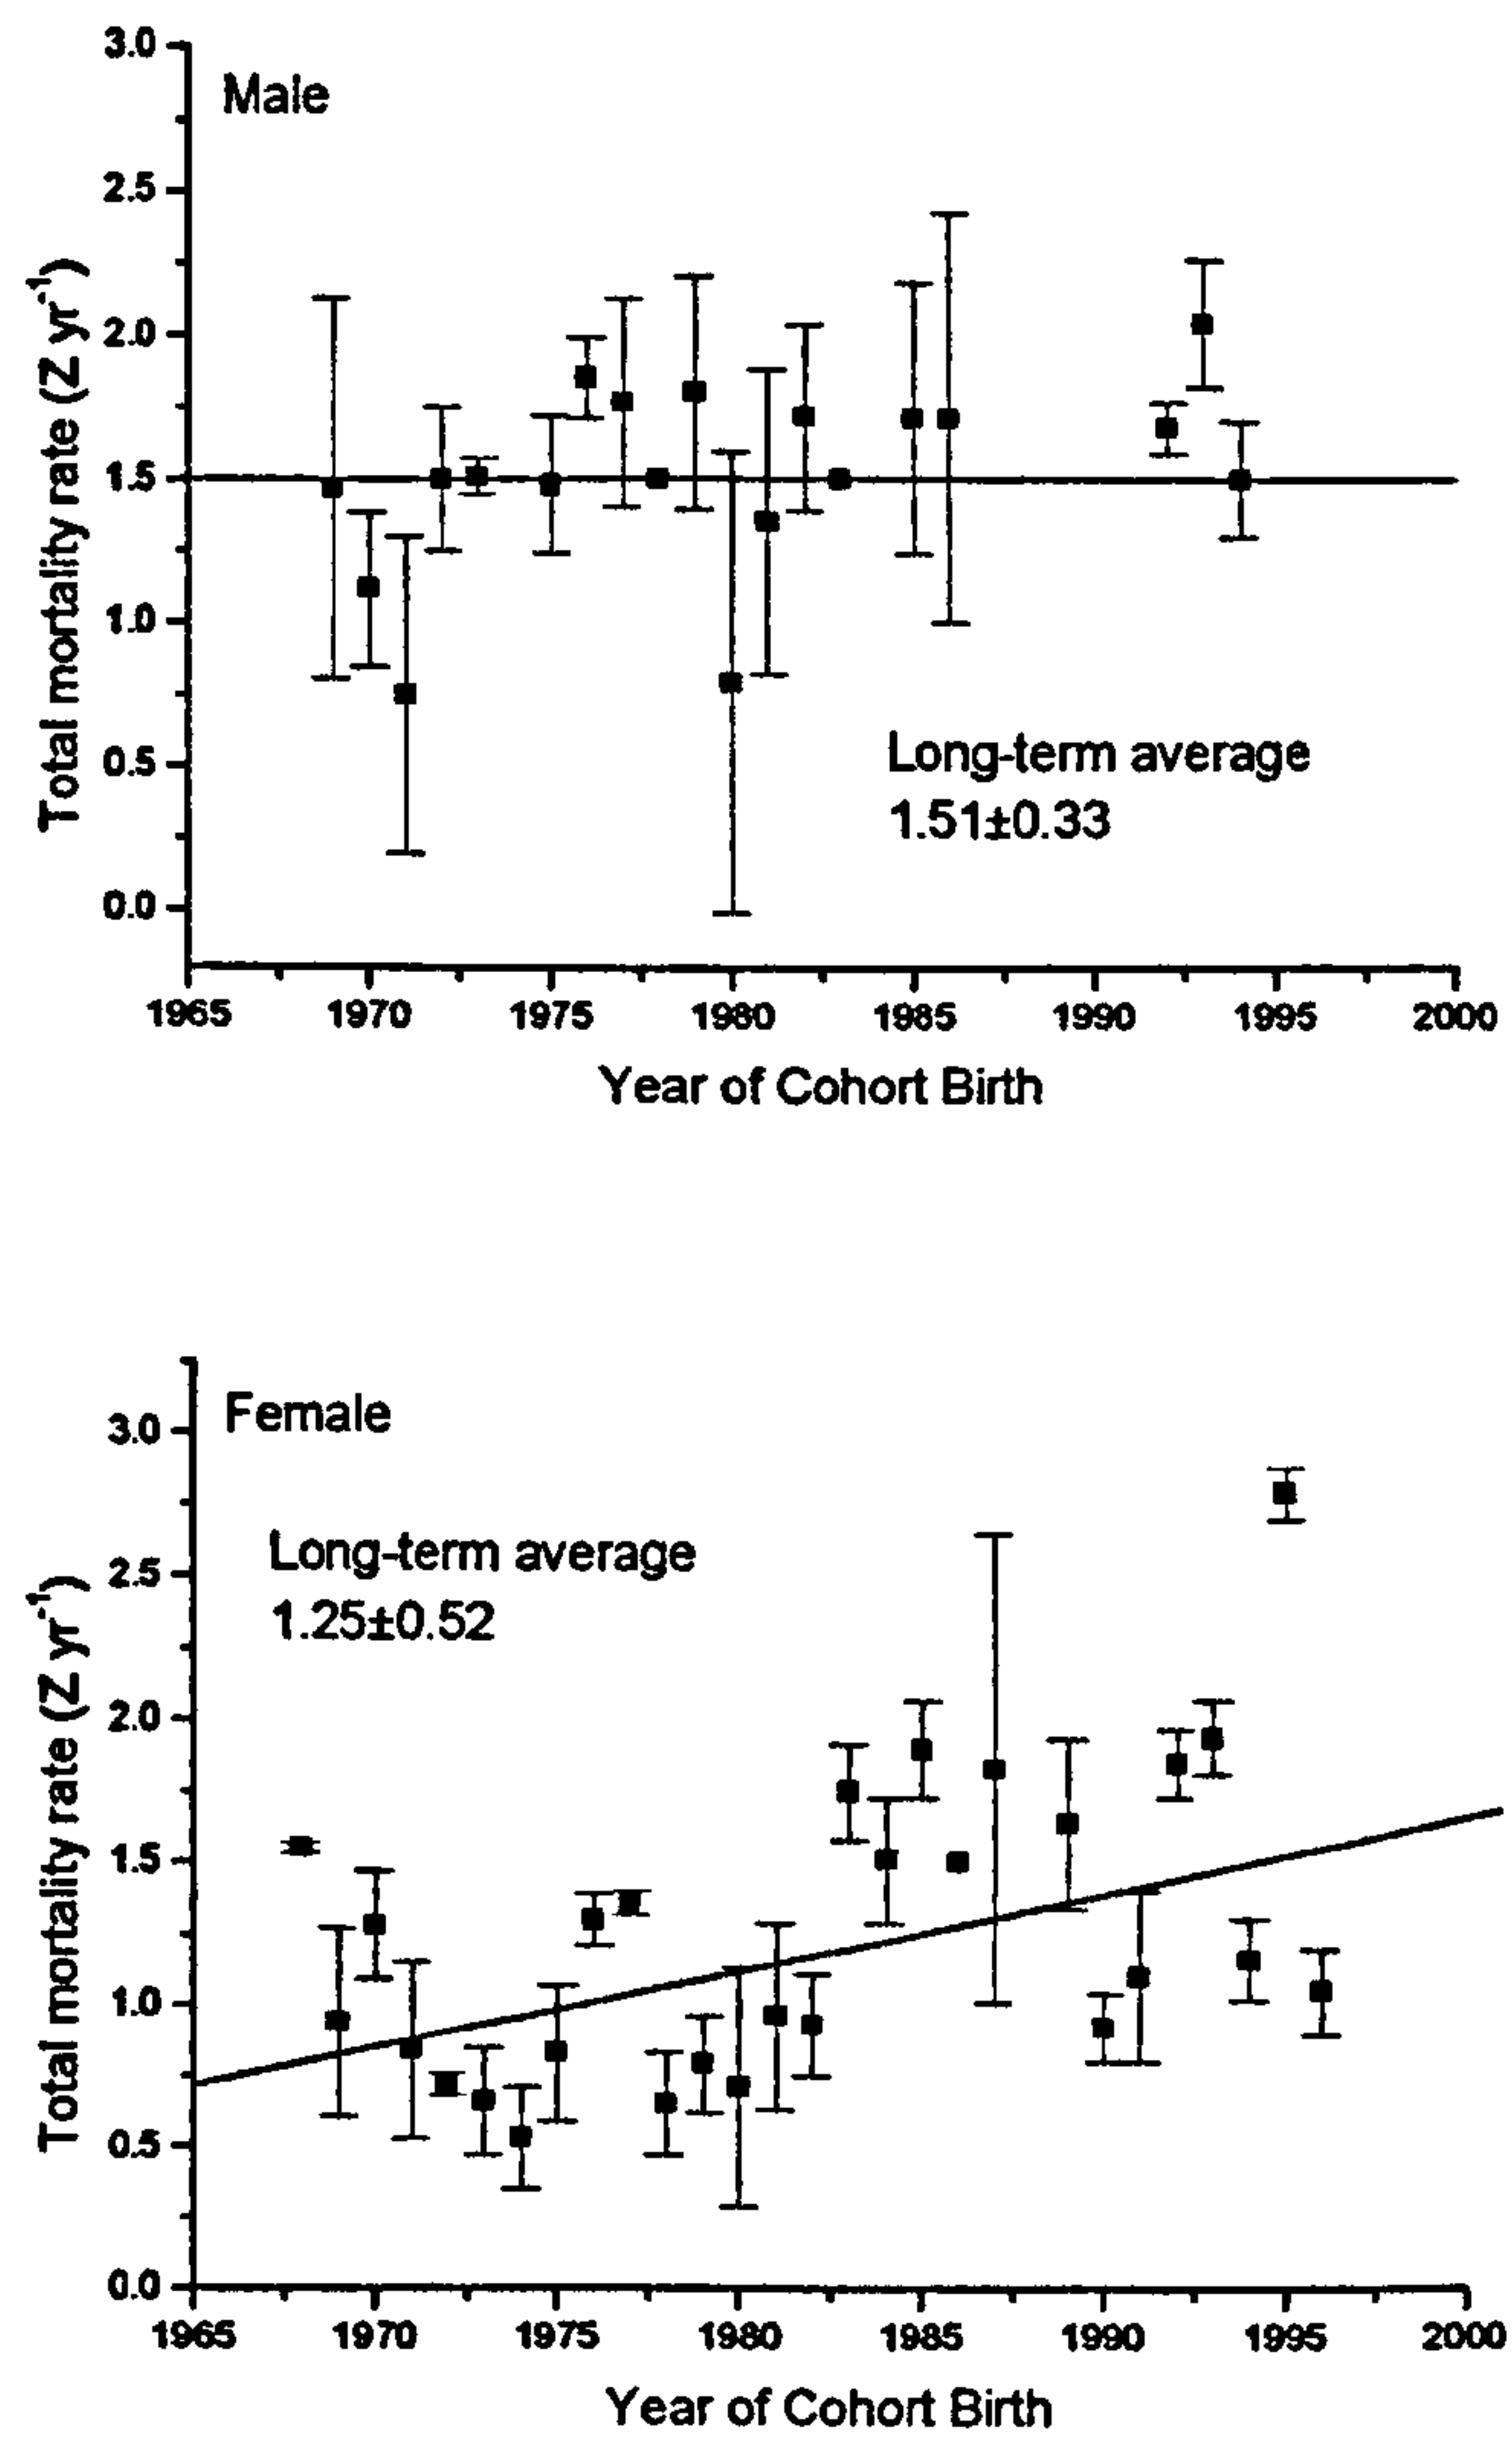 3.0
Male
2.5
2.0
1.5
1.0
0.5
0.0
Total mortality rate (Z yr-1)
Long-term average
1.51±0.33
1965 1970 1975 1980 1985 1990 1995 2000
Year of Cohort Birth
Female
3.0
Long-term average
2.5
1.25±0.52
2.0
1.5
1.0
0.5
0.0
Total mortality rate (Z yr-1)
1965 1970 1975 1980 1985 1990 1995 2000
Year of Cohort Birth